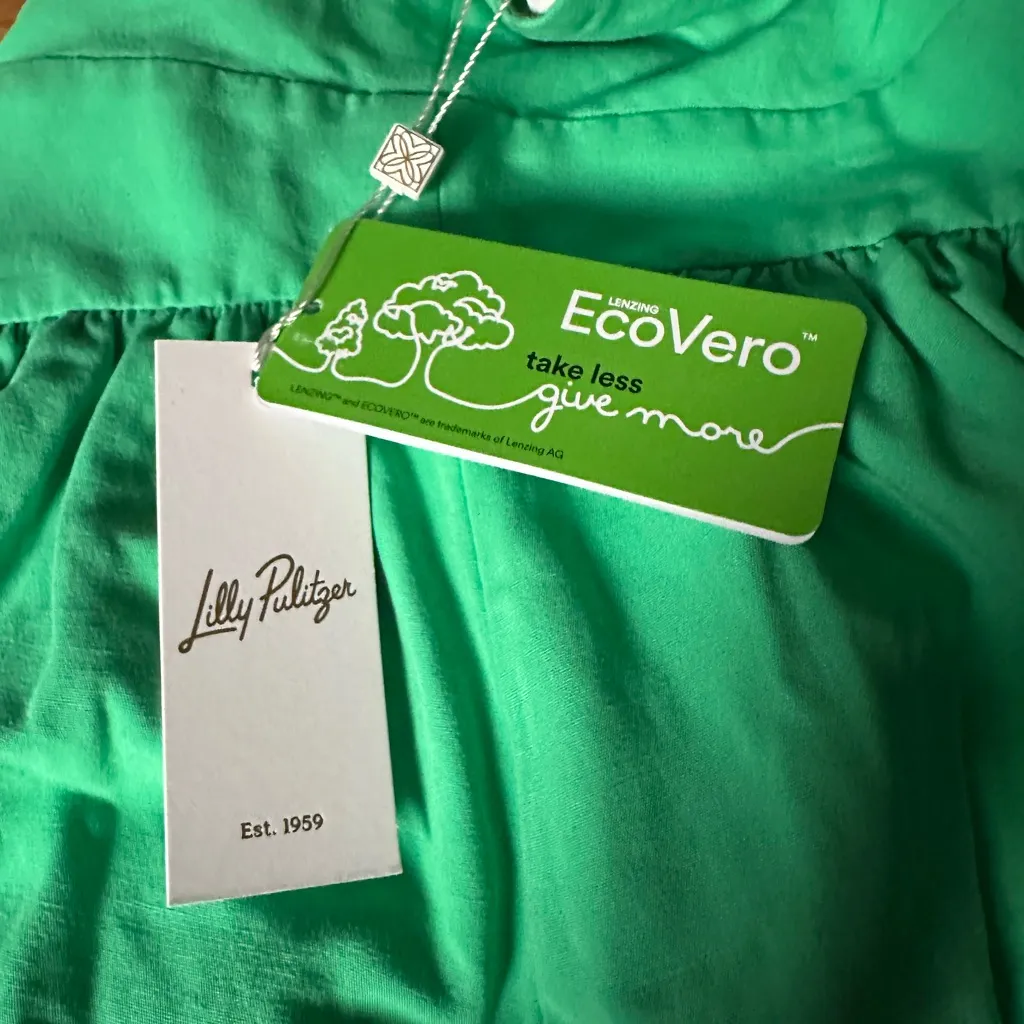 LENZING
EcoVero™
take less
give more
LENZING™ and ECOVERO™ are trademarks of Lenzing AG
Lilly Pulitzer
Est. 1959